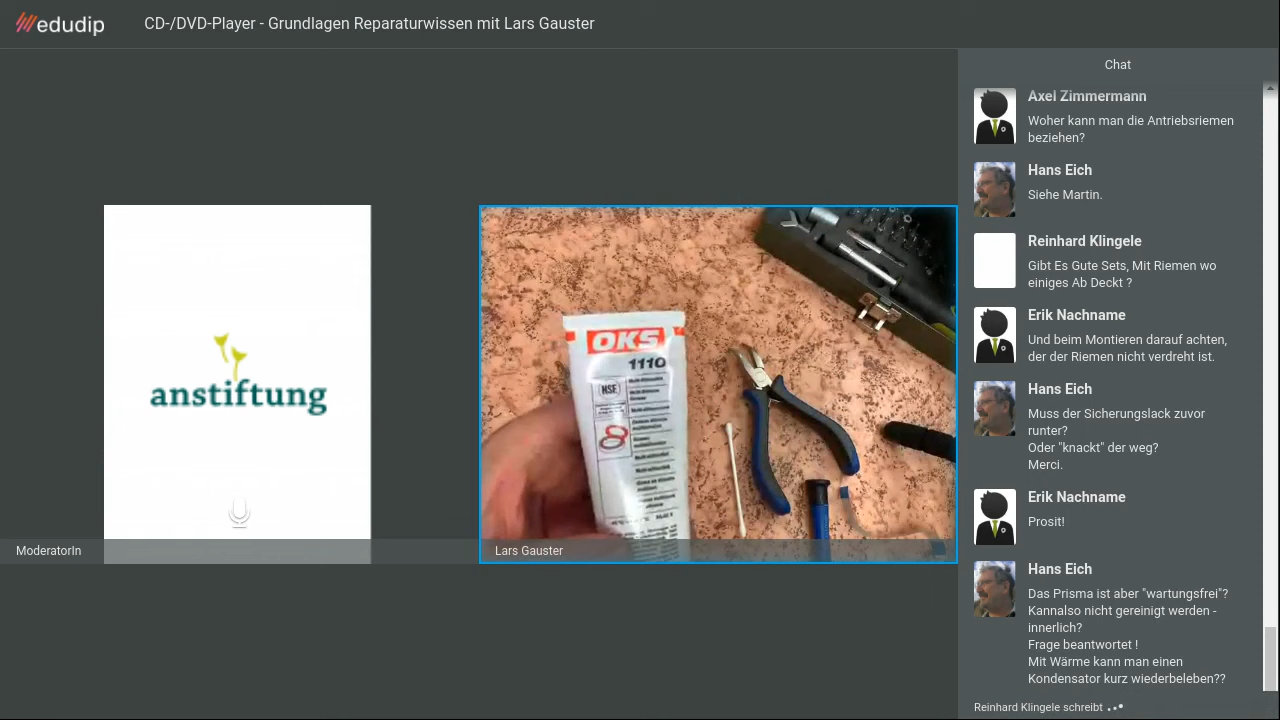 edudip
CD-/DVD-Player - Grundlagen Reparaturwissen mit Lars Gauster
Chat
Axel Zimmermann
Woher kann man die Antriebsriemen
beziehen?
Hans Eich
Siehe Martin.
Reinhard Klingele
Gibt Es Gute Sets, Mit Riemen wo
einiges Ab Deckt ?
Erik Nachname
Und beim Montieren darauf achten,
der der Riemen nicht verdreht ist.
Hans Eich
Muss der Sicherungslack zuvor
runter?
Oder "knackt" der weg?
Merci.
Erik Nachname
Prosit!
Hans Eich
Das Prisma ist aber "wartungsfrei"?
Kannalso nicht gereinigt werden -
innerlich?
Frage beantwortet !
Mit Wärme kann man einen
Kondensator kurz wiederbeleben??
Reinhard Klingele schreibt
anstiftung
ModeratorIn
OKS
1110
NSF
Lars Gauster